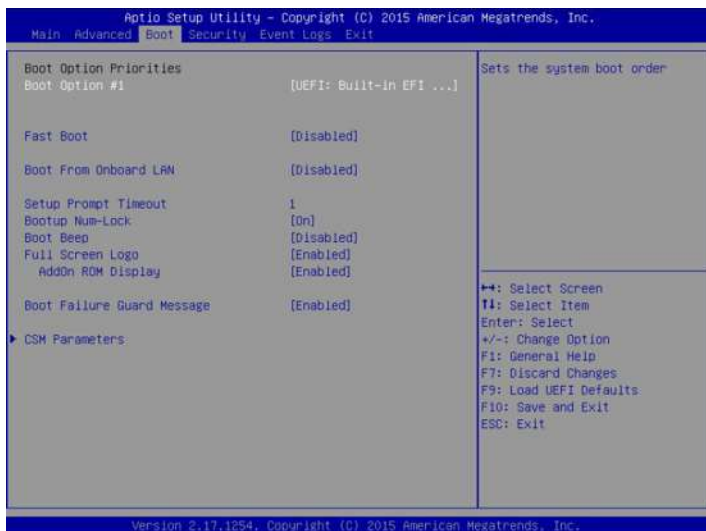 Aptio Setup Utility – Copyright (C) 2015 American Megatrends, Inc.
Main Advanced Boot Security Event Logs Exit
Boot Option Priorities
Boot Option #1 [UEFI: Built-in EFI ...]
Fast Boot [Disabled]
Boot From Onboard LAN [Disabled]
Setup Prompt Timeout 1
Bootup Num-Lock [On]
Boot Beep [Disabled]
Full Screen Logo [Enabled]
AddOn ROM Display [Enabled]
Boot Failure Guard Message [Enabled]
▶ CSM Parameters
Sets the system boot order
↔: Select Screen
↑↓: Select Item
Enter: Select
+/-: Change Option
F1: General Help
F7: Discard Changes
F9: Load UEFI Defaults
F10: Save and Exit
ESC: Exit
Version 2.17.1254. Copyright (C) 2015 American Megatrends, Inc.